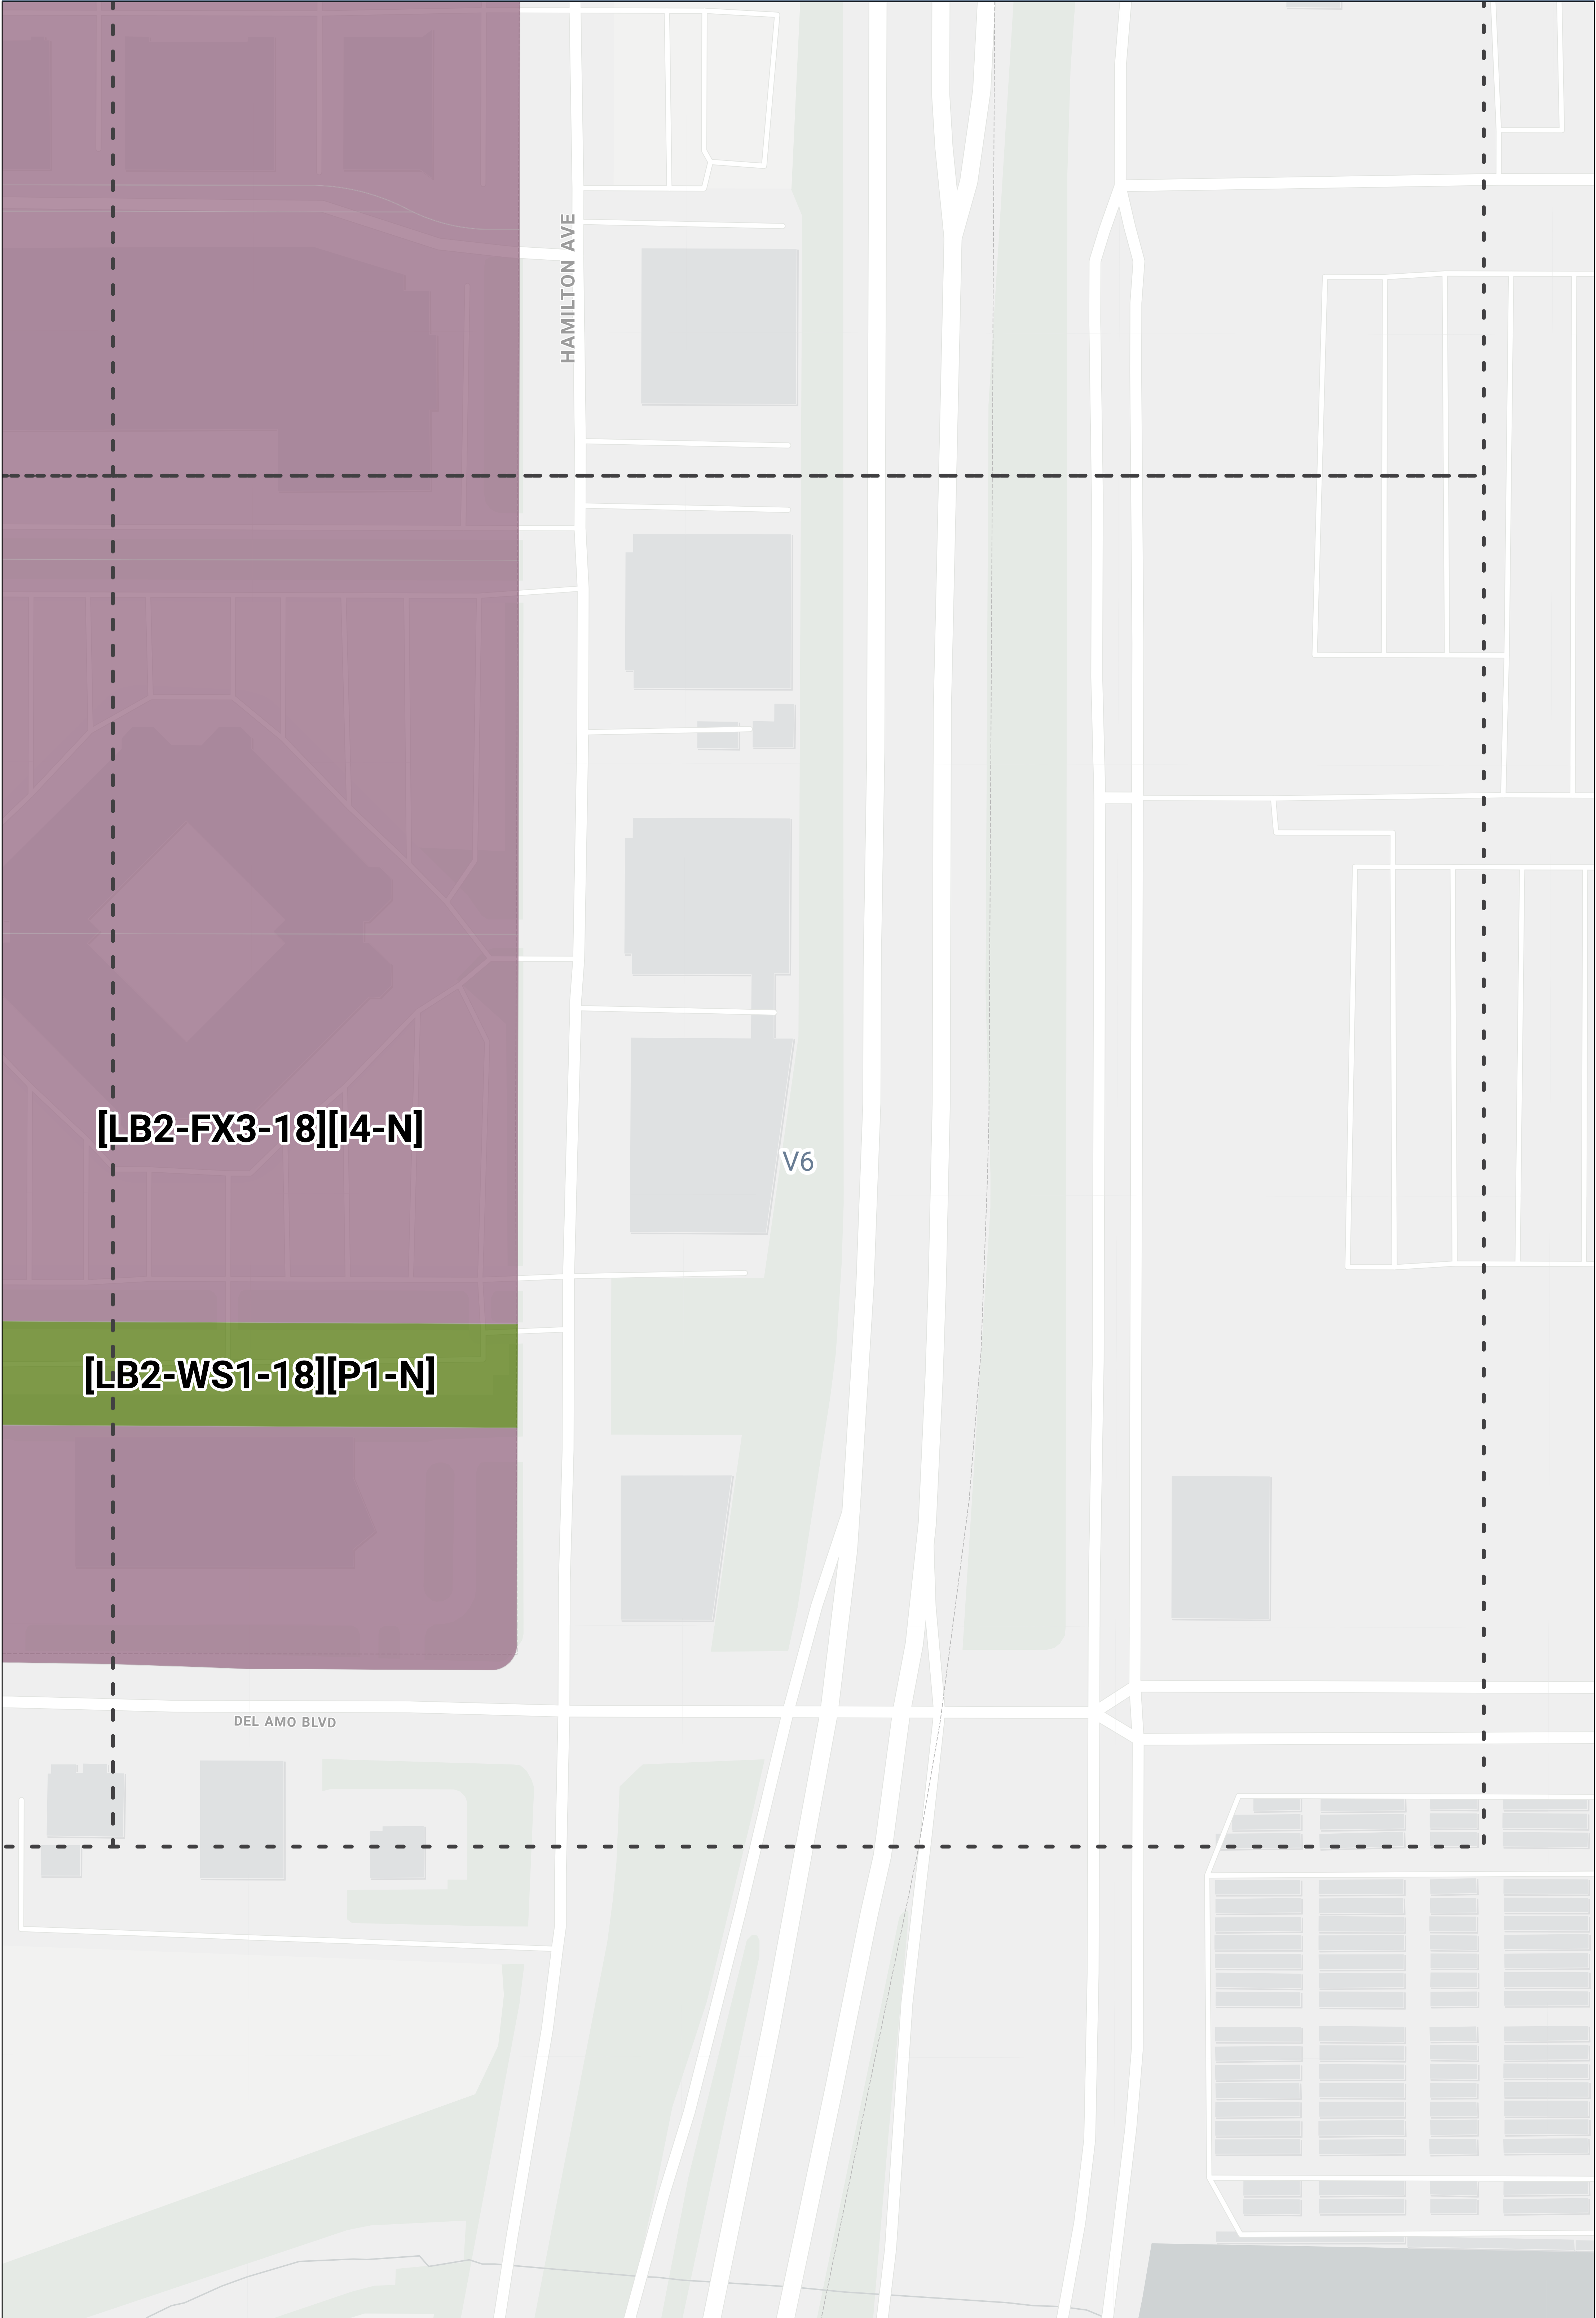 HAMILTON AVE
[LB2-FX3-18][I4-N]
V6
[LB2-WS1-18][P1-N]
DEL AMO BLVD